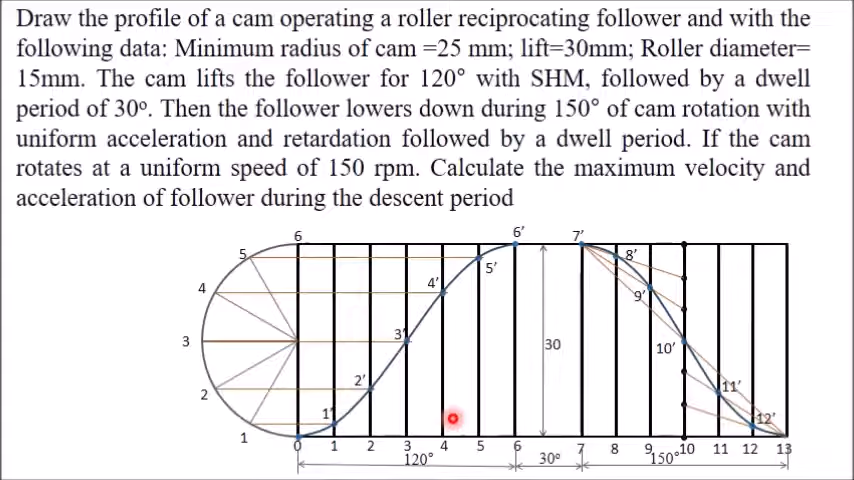 Draw the profile of a cam operating a roller reciprocating follower and with the
following data: Minimum radius of cam =25 mm; lift=30mm; Roller diameter=
15mm. The cam lifts the follower for 120° with SHM, followed by a dwell
period of 30º. Then the follower lowers down during 150° of cam rotation with
uniform acceleration and retardation followed by a dwell period. If the cam
rotates at a uniform speed of 150 rpm. Calculate the maximum velocity and
acceleration of follower during the descent period
6 6' 7'
5 5' 8'
4 4' 9'
3 3' 30 10'
2 2' 11'
1 1' 12'
0 1 2 3 4 5 6 7 8 9 10 11 12 13
120° 30º 150°